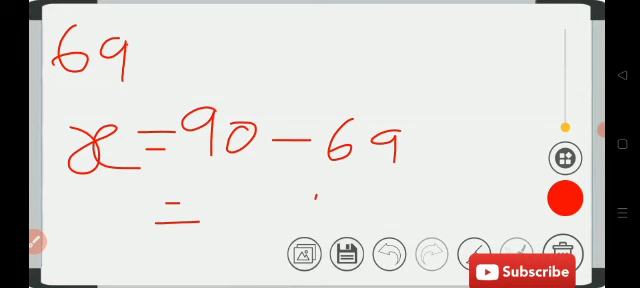 69
x = 90 - 69
=
Subscribe